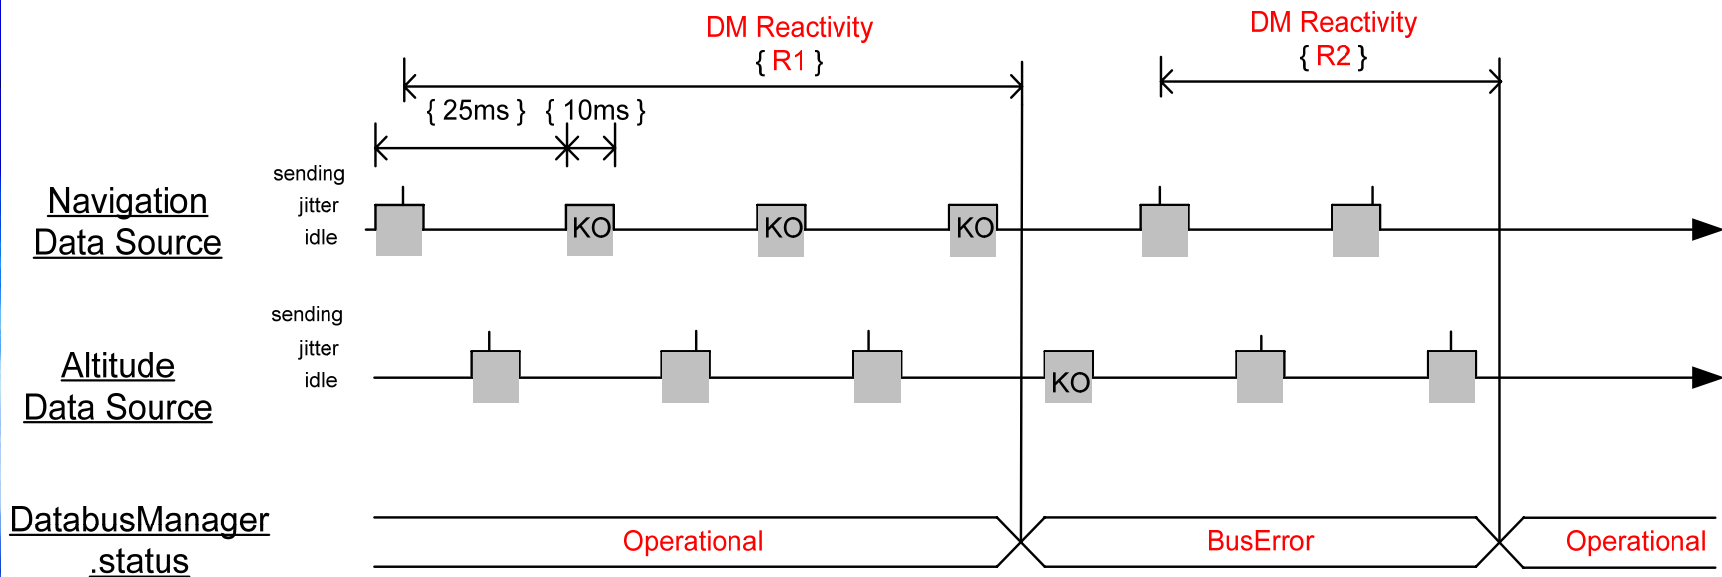 DM Reactivity
{ R1 }
DM Reactivity
{ R2 }
{ 25ms } { 10ms }
Navigation
Data Source
sending
jitter
idle
KO
KO
KO
Altitude
Data Source
sending
jitter
idle
KO
DatabusManager
.status
Operational
BusError
Operational